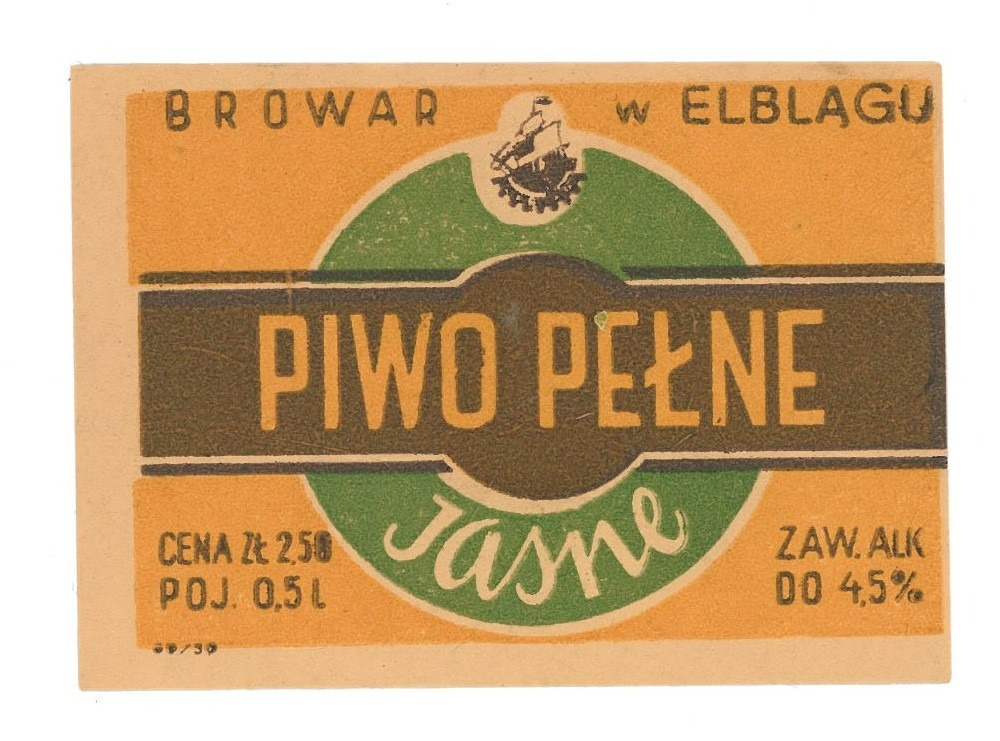 BROWAR w ELBLĄGU
PIWO PEŁNE
Jasne
CENA ZŁ 2,50
POJ. 0,5 L
ZAW. ALK
DO 4,5%